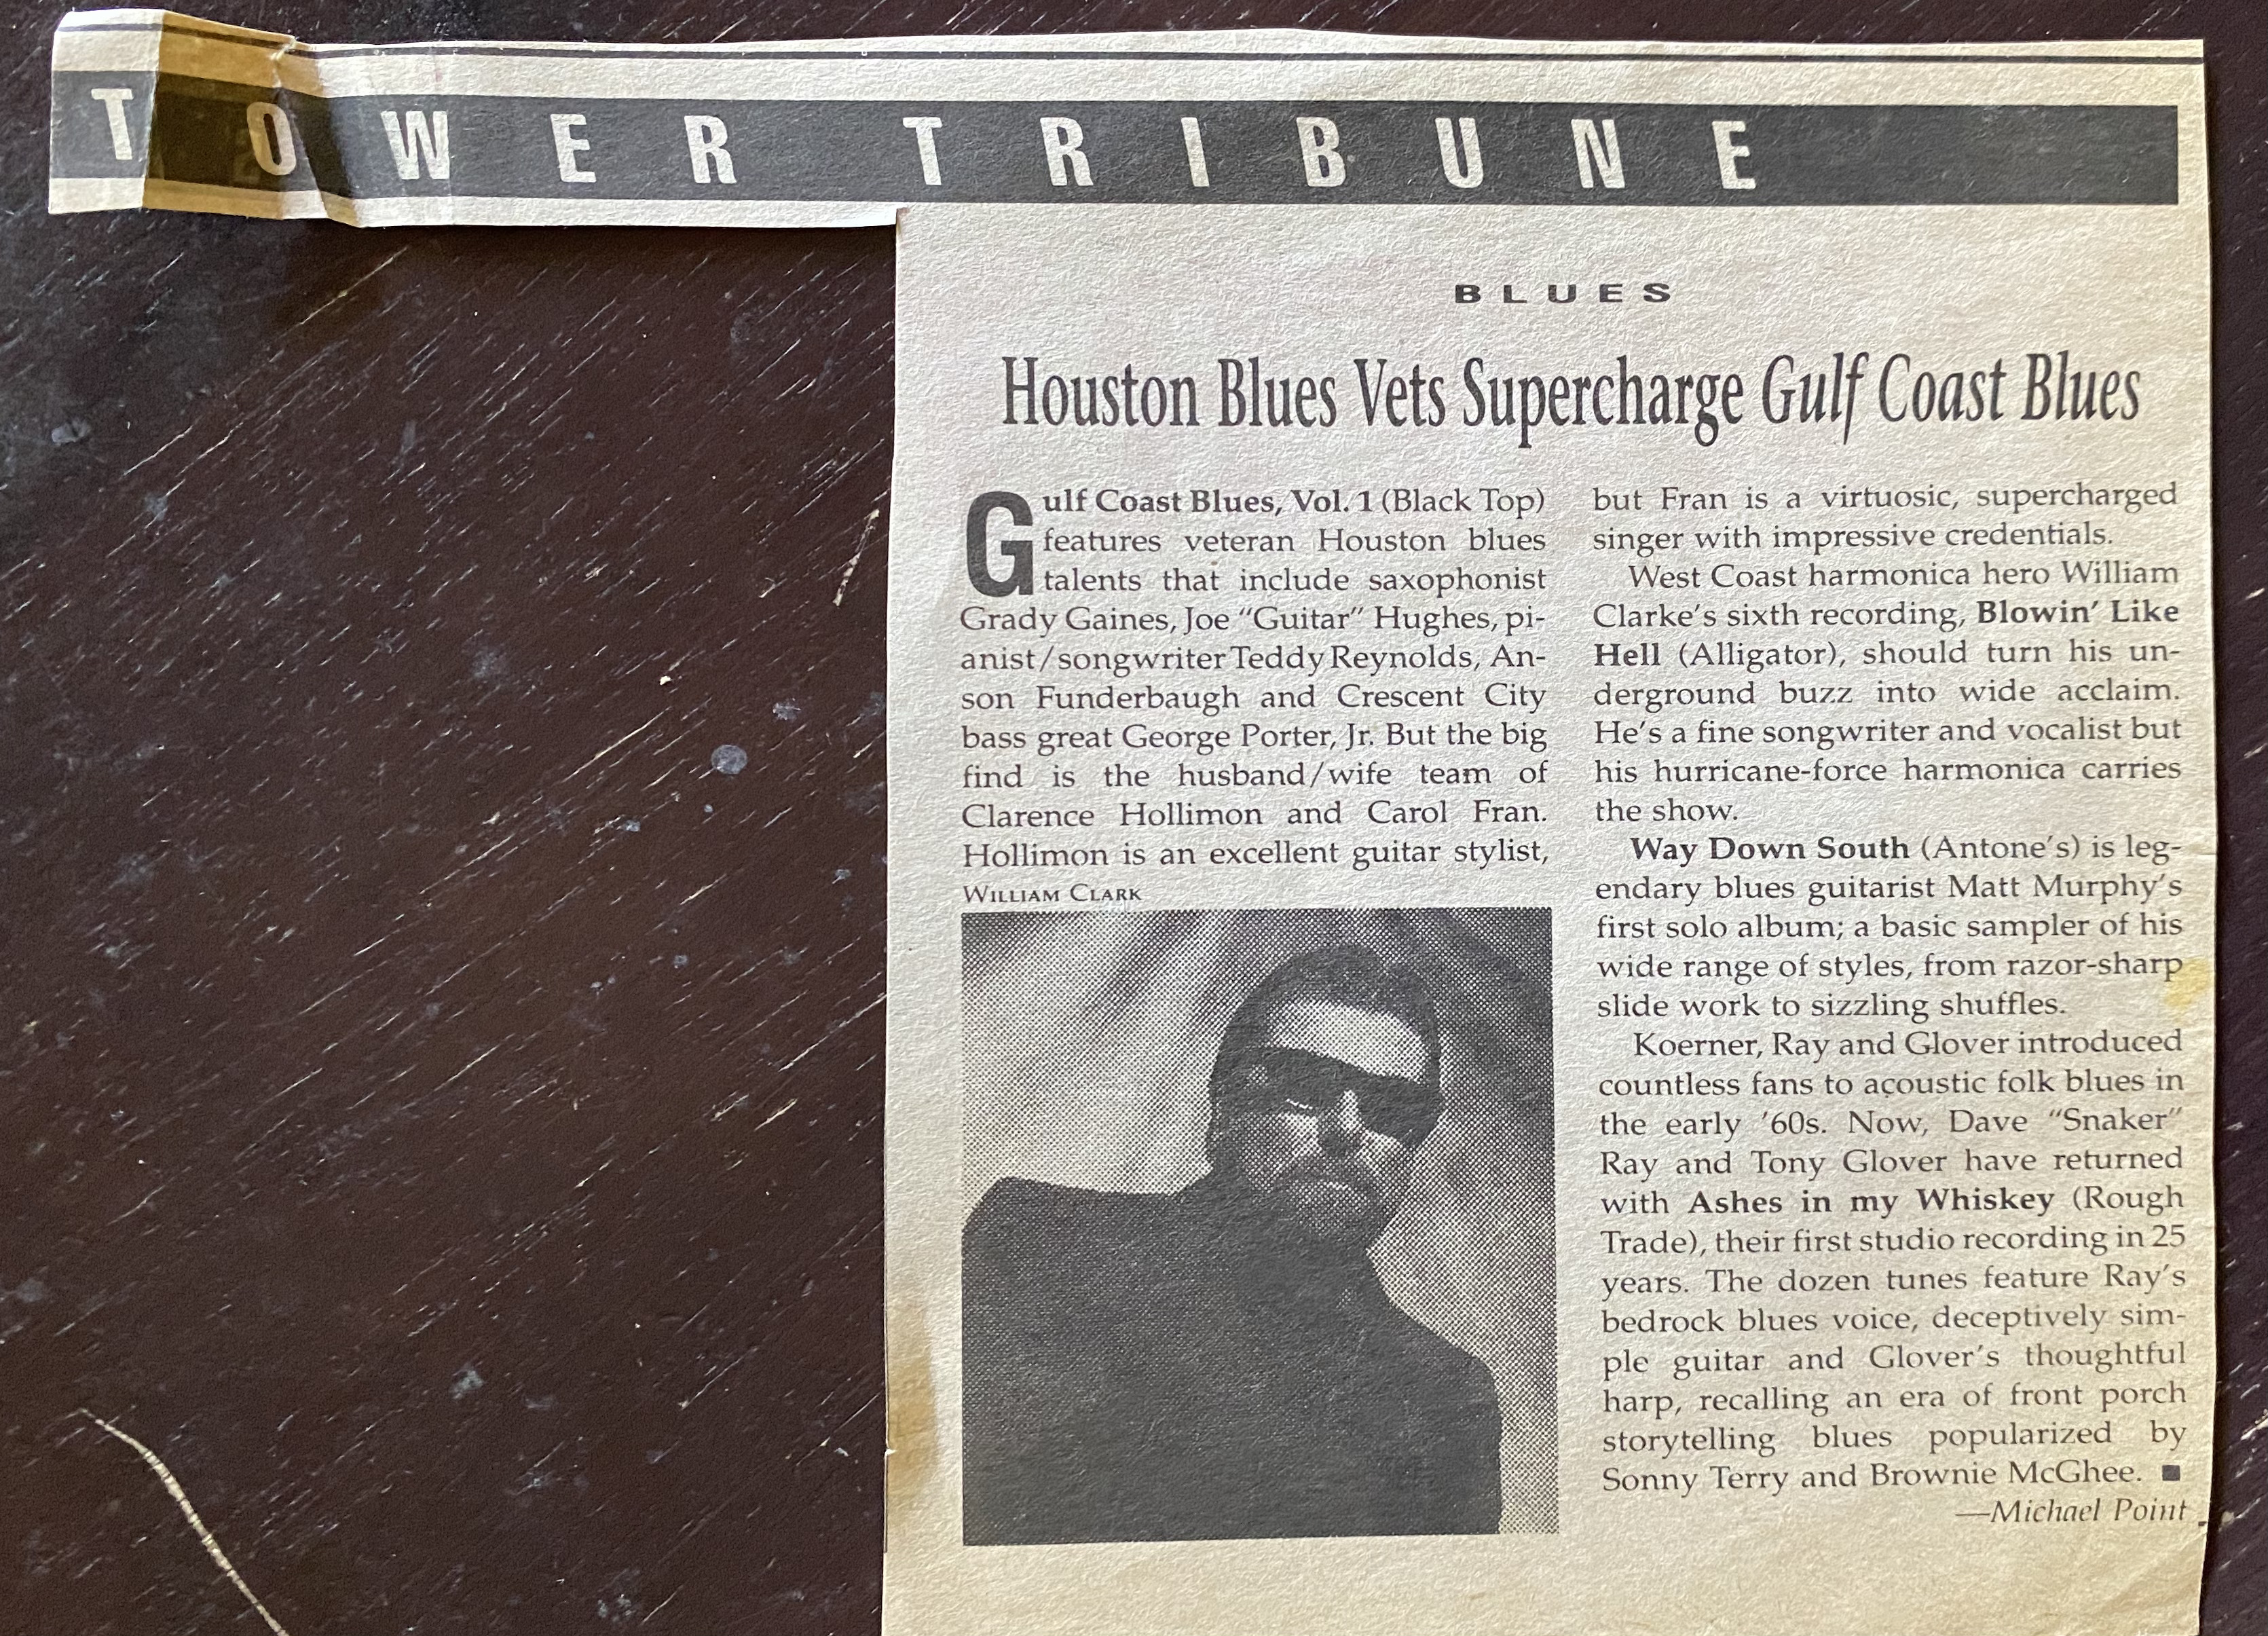 TOWER TRIBUNE
BLUES
Houston Blues Vets Supercharge Gulf Coast Blues
Gulf Coast Blues, Vol. 1 (Black Top)
features veteran Houston blues
talents that include saxophonist
Grady Gaines, Joe “Guitar” Hughes, pi-
anist/songwriter Teddy Reynolds, An-
son Funderbaugh and Crescent City
bass great George Porter, Jr. But the big
find is the husband/wife team of
Clarence Hollimon and Carol Fran.
Hollimon is an excellent guitar stylist,
WILLIAM CLARK
but Fran is a virtuosic, supercharged
singer with impressive credentials.
West Coast harmonica hero William
Clarke’s sixth recording, Blowin’ Like
Hell (Alligator), should turn his un-
derground buzz into wide acclaim.
He’s a fine songwriter and vocalist but
his hurricane-force harmonica carries
the show.
Way Down South (Antone’s) is leg-
endary blues guitarist Matt Murphy’s
first solo album; a basic sampler of his
wide range of styles, from razor-sharp
slide work to sizzling shuffles.
Koerner, Ray and Glover introduced
countless fans to acoustic folk blues in
the early ’60s. Now, Dave “Snaker”
Ray and Tony Glover have returned
with Ashes in my Whiskey (Rough
Trade), their first studio recording in 25
years. The dozen tunes feature Ray’s
bedrock blues voice, deceptively sim-
ple guitar and Glover’s thoughtful
harp, recalling an era of front porch
storytelling blues popularized by
Sonny Terry and Brownie McGhee. ■
—Michael Point